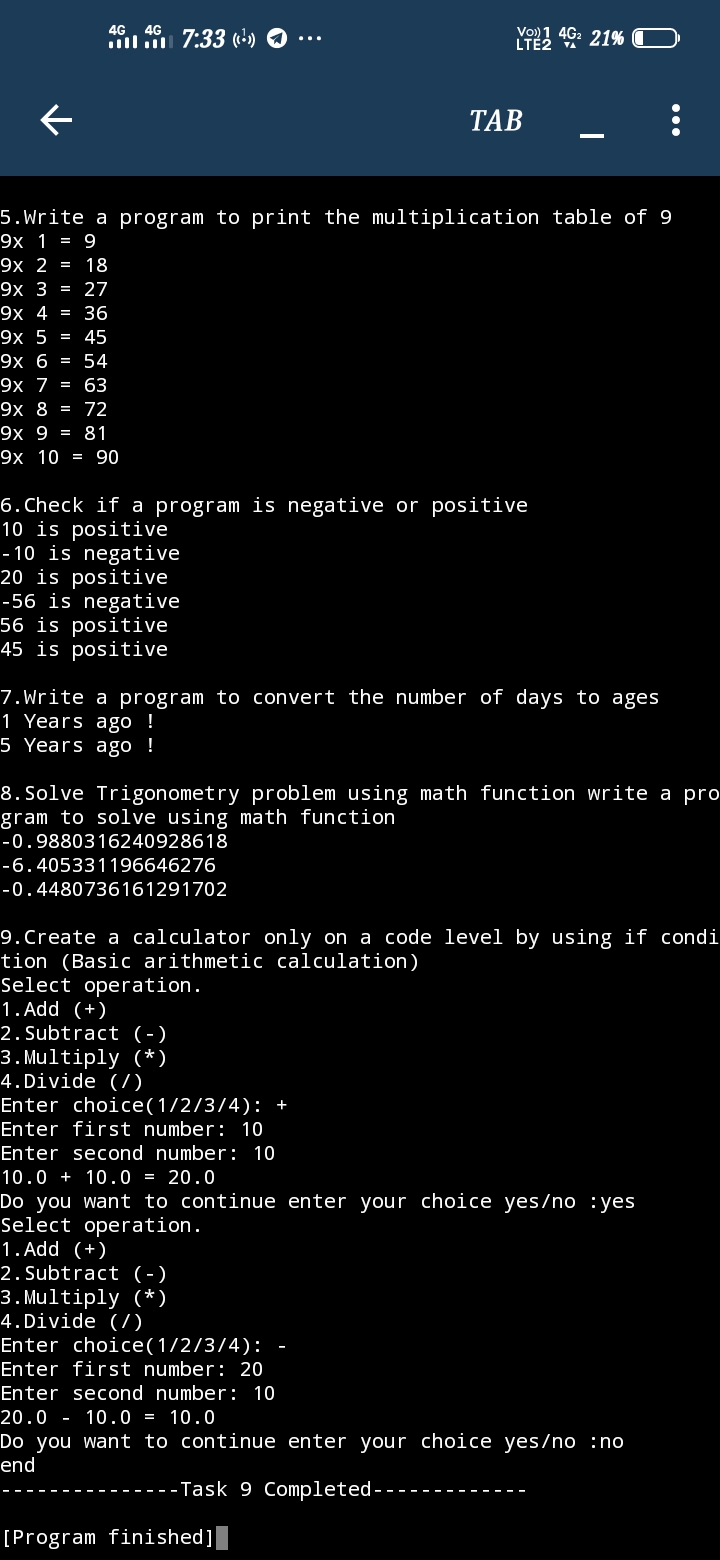 4G 4G 7:33 ... Vo)) 1 LTE2 4G2 21%
TAB _
5.Write a program to print the multiplication table of 9
9x 1 = 9
9x 2 = 18
9x 3 = 27
9x 4 = 36
9x 5 = 45
9x 6 = 54
9x 7 = 63
9x 8 = 72
9x 9 = 81
9x 10 = 90
6.Check if a program is negative or positive
10 is positive
-10 is negative
20 is positive
-56 is negative
56 is positive
45 is positive
7.Write a program to convert the number of days to ages
1 Years ago !
5 Years ago !
8.Solve Trigonometry problem using math function write a pro
gram to solve using math function
-0.9880316240928618
-6.405331196646276
-0.4480736161291702
9.Create a calculator only on a code level by using if condi
tion (Basic arithmetic calculation)
Select operation.
1.Add (+)
2.Subtract (-)
3.Multiply (*)
4.Divide (/)
Enter choice(1/2/3/4): +
Enter first number: 10
Enter second number: 10
10.0 + 10.0 = 20.0
Do you want to continue enter your choice yes/no :yes
Select operation.
1.Add (+)
2.Subtract (-)
3.Multiply (*)
4.Divide (/)
Enter choice(1/2/3/4): -
Enter first number: 20
Enter second number: 10
20.0 - 10.0 = 10.0
Do you want to continue enter your choice yes/no :no
end
---------------Task 9 Completed-------------
[Program finished]